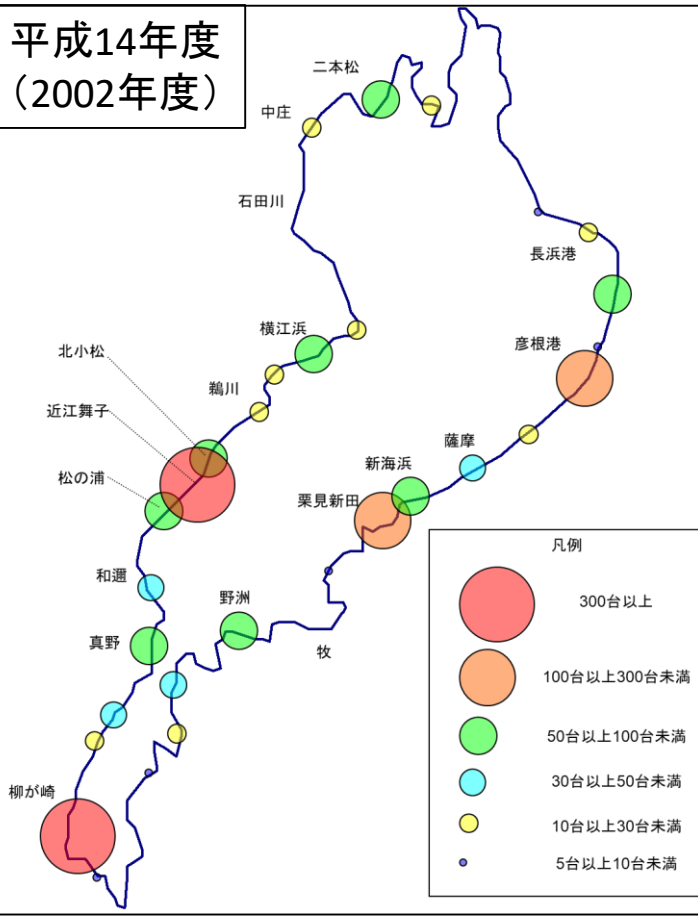 平成14年度
（2002年度）
二本松
中庄
石田川
長浜港
横江浜
彦根港
北小松
鵜川
近江舞子
薩摩
新海浜
松の浦
栗見新田
凡例
和邇
野洲
300台以上
真野
牧
100台以上300台未満
50台以上100台未満
柳が崎
30台以上50台未満
10台以上30台未満
5台以上10台未満